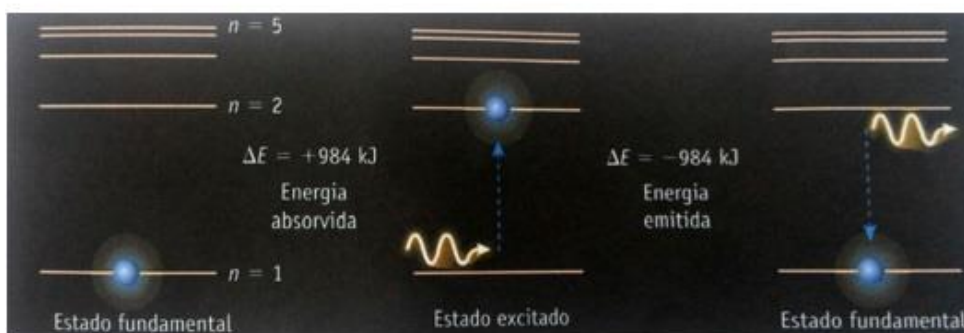 n = 5
n = 2
ΔE = +984 kJ
Energia
absorvida
ΔE = −984 kJ
Energia
emitida
n = 1
Estado fundamental
Estado excitado
Estado fundamental